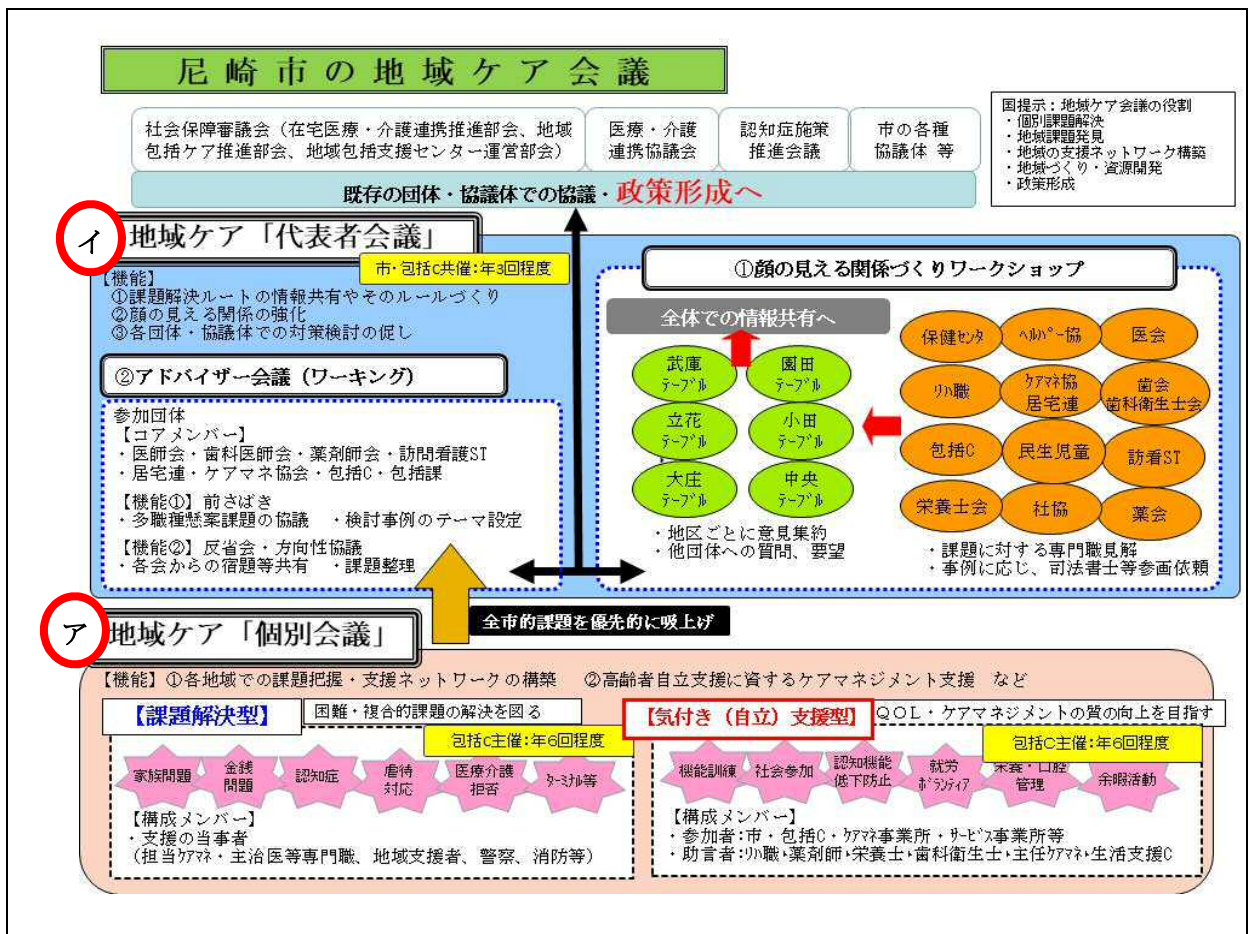 尼崎市の地域ケア会議
社会保障審議会（在宅医療・介護連携推進部会、地域
包括ケア推進部会、地域包括支援センター運営部会）
医療・介護
連携協議会
認知症施策
推進会議
市の各種
協議体 等
既存の団体・協議体での協議・政策形成へ
国提示：地域ケア会議の役割
・個別課題解決
・地域課題発見
・地域の支援ネットワーク構築
・地域づくり・資源開発
・政策形成
イ
地域ケア「代表者会議」
市・包括C共催：年3回程度
【機能】
①課題解決ルートの情報共有やそのルールづくり
②顔の見える関係の強化
③各団体・協議体での対策検討の促し
②アドバイザー会議（ワーキング）
参加団体
【コアメンバー】
・医師会・歯科医師会・薬剤師会・訪問看護ST
・居宅連・ケアマネ協会・包括C・包括課
【機能①】前さばき
・多職種懸案課題の協議　・検討事例のテーマ設定
【機能②】反省会・方向性協議
・各会からの宿題等共有　・課題整理
①顔の見える関係づくりワークショップ
全体での情報共有へ
武庫
ﾃｰﾌﾞﾙ
園田
ﾃｰﾌﾞﾙ
立花
ﾃｰﾌﾞﾙ
小田
ﾃｰﾌﾞﾙ
大庄
ﾃｰﾌﾞﾙ
中央
ﾃｰﾌﾞﾙ
・地区ごとに意見集約
・他団体への質問、要望
保健ｾﾝﾀ
ﾍﾙﾊﾟｰ協
医会
ﾘﾊ職
ｹｱﾏﾈ協
居宅連
歯会
歯科衛生士会
包括C
民生児童
訪看ST
栄養士会
社協
薬会
・課題に対する専門職見解
・事例に応じ、司法書士等参画依頼
全市的課題を優先的に吸上げ
ア
地域ケア「個別会議」
【機能】①各地域での課題把握・支援ネットワークの構築　②高齢者自立支援に資するケアマネジメント支援　など
【課題解決型】
困難・複合的課題の解決を図る
包括C主催：年6回程度
家族問題
金銭
問題
認知症
虐待
対応
医療介護
拒否
ﾀｰﾐﾅﾙ等
【構成メンバー】
・支援の当事者
（担当ｹｱﾏﾈ・主治医等専門職、地域支援者、警察、消防等）
【気付き（自立）支援型】
QOL・ケアマネジメントの質の向上を目指す
包括C主催：年6回程度
機能訓練
社会参加
認知機能
低下防止
就労
ﾎﾞﾗﾝﾃｨｱ
栄養・口腔
管理
余暇活動
【構成メンバー】
・参加者：市・包括C・ｹｱﾏﾈ事業所・ｻｰﾋﾞｽ事業所等
・助言者：ﾘﾊ職・薬剤師・栄養士・歯科衛生士・主任ｹｱﾏﾈ・生活支援C